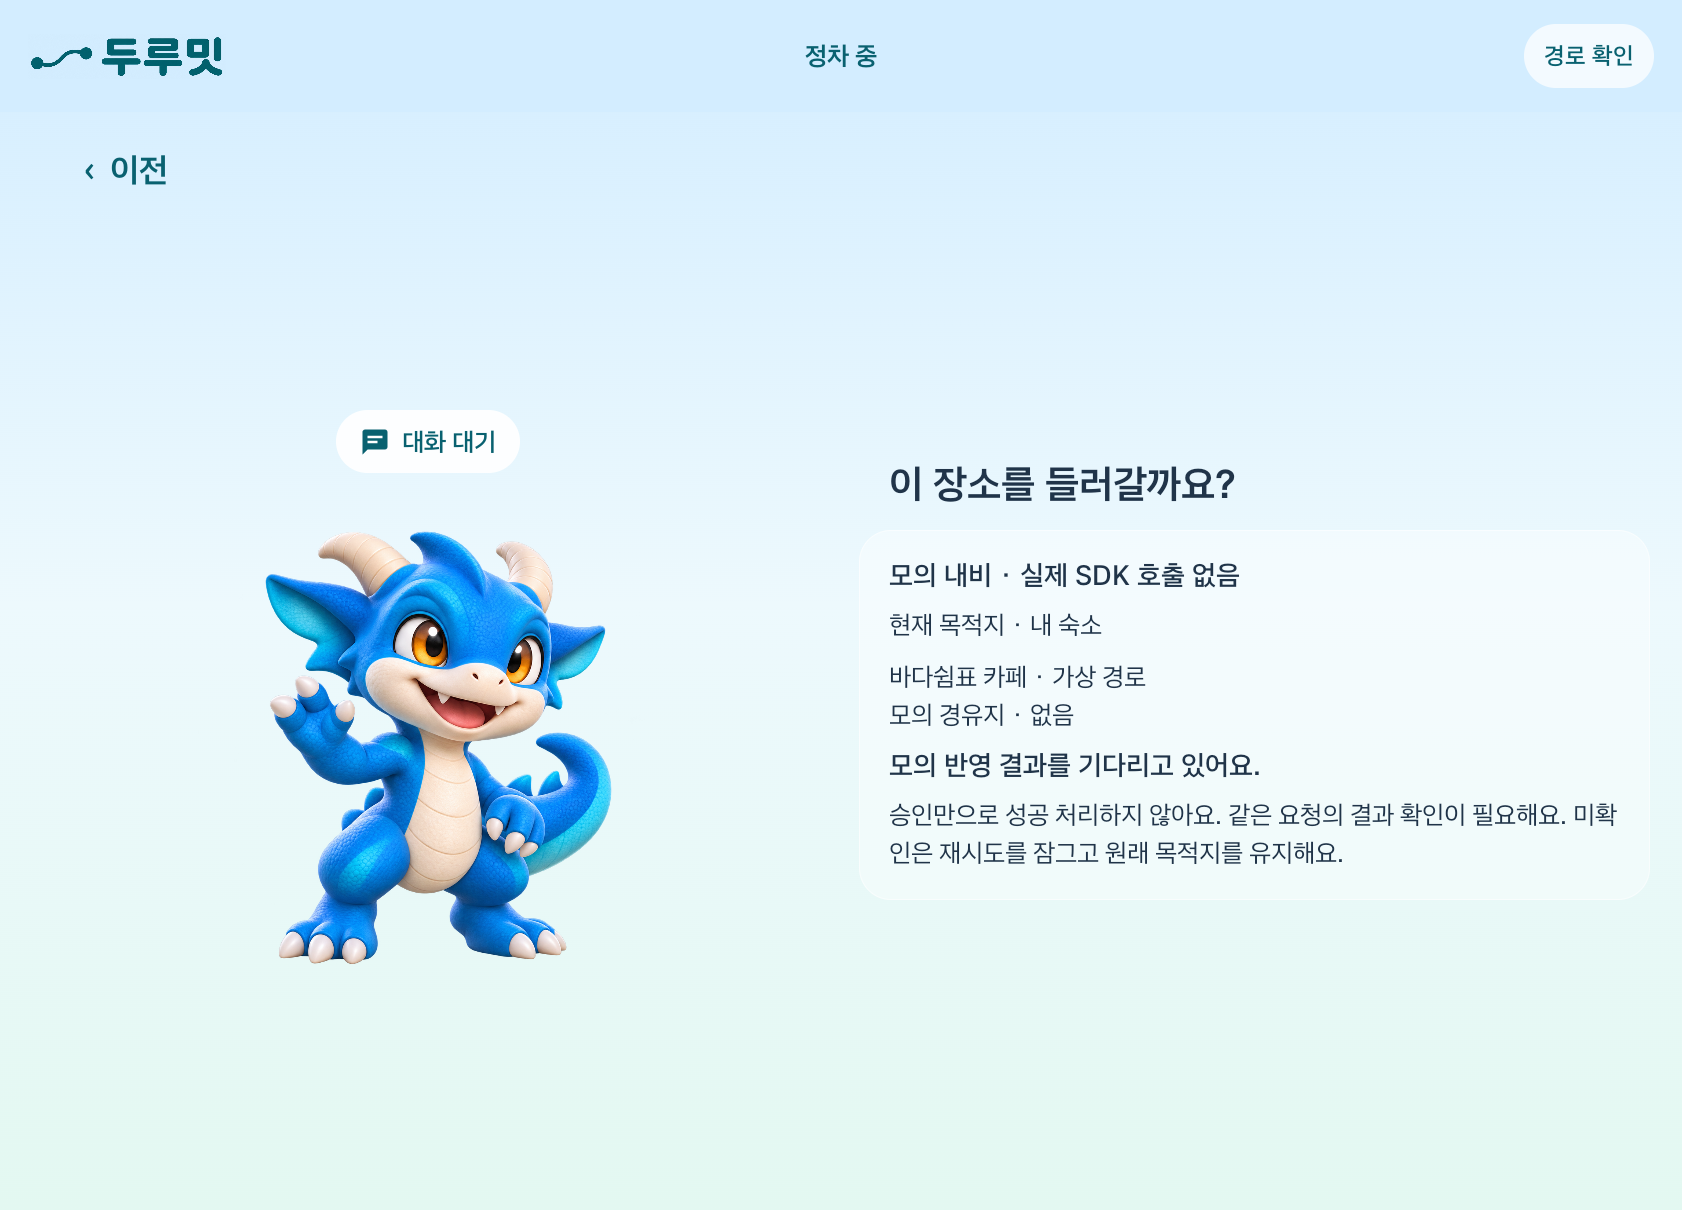 두루밋
정차 중
경로 확인
‹ 이전
대화 대기
이 장소를 들러갈까요?
모의 내비 · 실제 SDK 호출 없음
현재 목적지 · 내 숙소
바다쉼표 카페 · 가상 경로
모의 경유지 · 없음
모의 반영 결과를 기다리고 있어요.
승인만으로 성공 처리하지 않아요. 같은 요청의 결과 확인이 필요해요. 미확
인은 재시도를 잠그고 원래 목적지를 유지해요.